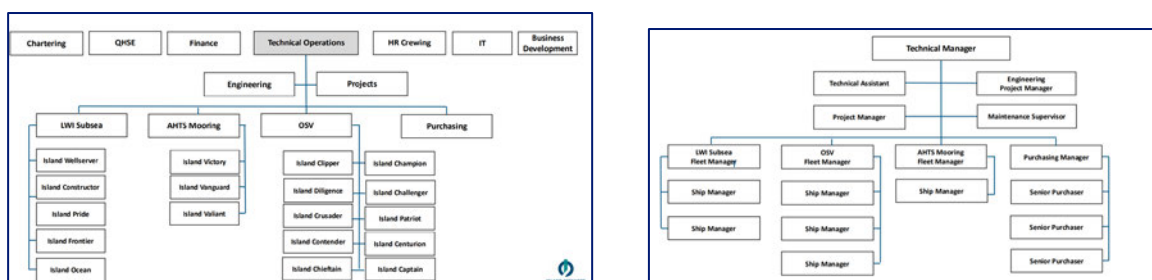 Chartering
QHSE
Finance
Technical Operations
HR Crewing
IT
Business
Development
Engineering
Projects
LWI Subsea
AHTS Mooring
OSV
Purchasing
Island Wellserver
Island Constructor
Island Pride
Island Frontier
Island Ocean
Island Victory
Island Vanguard
Island Valiant
Island Clipper
Island Diligence
Island Crusader
Island Contender
Island Chieftain
Island Champion
Island Challenger
Island Patriot
Island Centurion
Island Captain
Technical Manager
Technical Assistant
Engineering
Project Manager
Project Manager
Maintenance Supervisor
LWI Subsea
Fleet Manager
Ship Manager
Ship Manager
OSV
Fleet Manager
Ship Manager
Ship Manager
Ship Manager
AHTS Mooring
Fleet Manager
Ship Manager
Purchasing Manager
Senior Purchaser
Senior Purchaser
Senior Purchaser